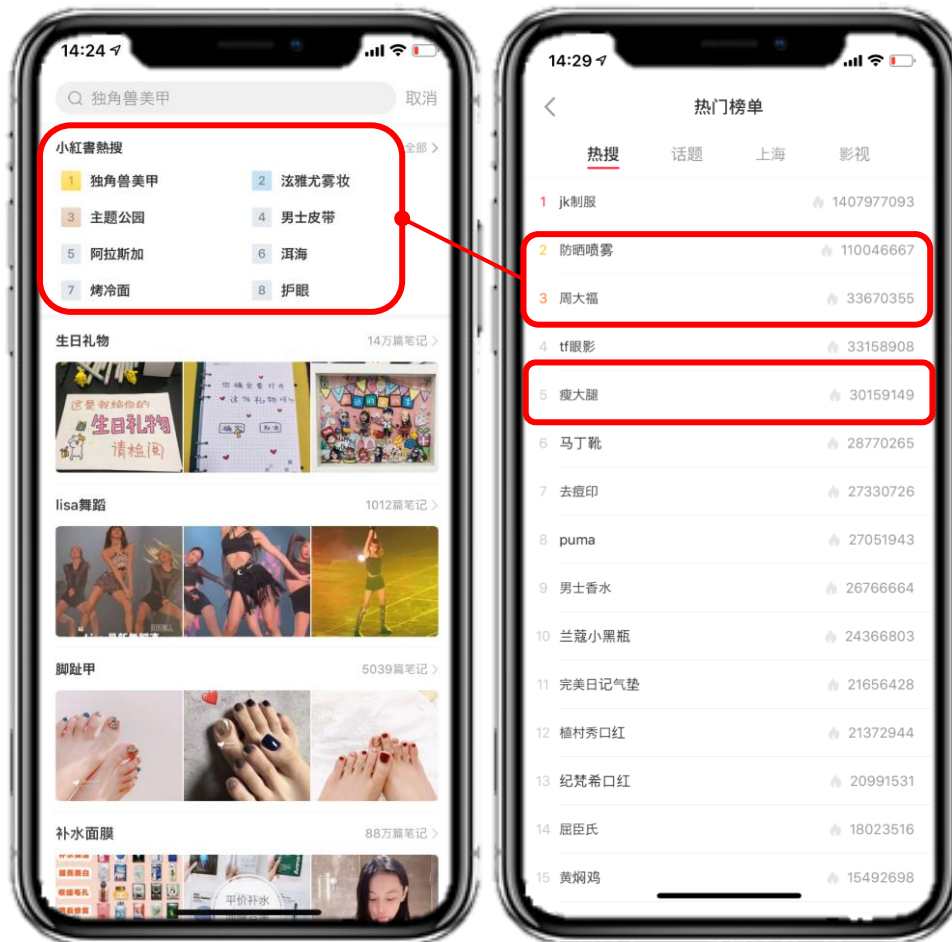 14:24
独角兽美甲
取消
小紅書熱搜
全部
1 独角兽美甲
2 泫雅尤雾妆
3 主题公园
4 男士皮带
5 阿拉斯加
6 洱海
7 烤冷面
8 护眼
生日礼物
14万篇笔记
这是我给你的
生日礼物
请检阅
lisa舞蹈
1012篇笔记
脚趾甲
5039篇笔记
补水面膜
88万篇笔记
平价补水
14:29
热门榜单
热搜 话题 上海 影视
1 jk制服 1407977093
2 防晒喷雾 110046667
3 周大福 33670355
4 tf眼影 33158908
5 瘦大腿 30159149
6 马丁靴 28770265
7 去痘印 27330726
8 puma 27051943
9 男士香水 26766664
10 兰蔻小黑瓶 24366803
11 完美日记气垫 21656428
12 植村秀口红 21372944
13 纪梵希口红 20991531
14 屈臣氏 18023516
15 黄焖鸡 15492698